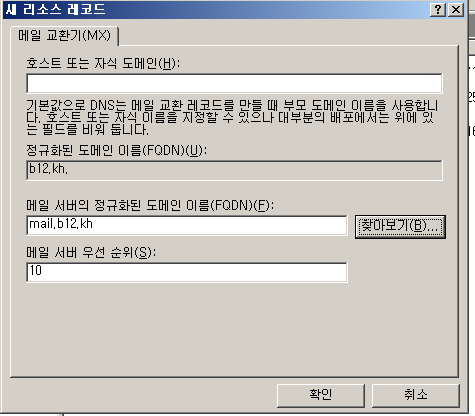 새 리소스 레코드
메일 교환기(MX)
호스트 또는 자식 도메인(H):
기본값으로 DNS는 메일 교환 레코드를 만들 때 부모 도메인 이름을 사용합니
다. 호스트 또는 자식 이름을 지정할 수 있으나 대부분의 배포에서는 위에 있
는 필드를 비워 둡니다.
정규화된 도메인 이름(FQDN)(U):
b12.kh.
메일 서버의 정규화된 도메인 이름(FQDN)(F):
mail.b12.kh
찾아보기(B)...
메일 서버 우선 순위(S):
10
확인
취소